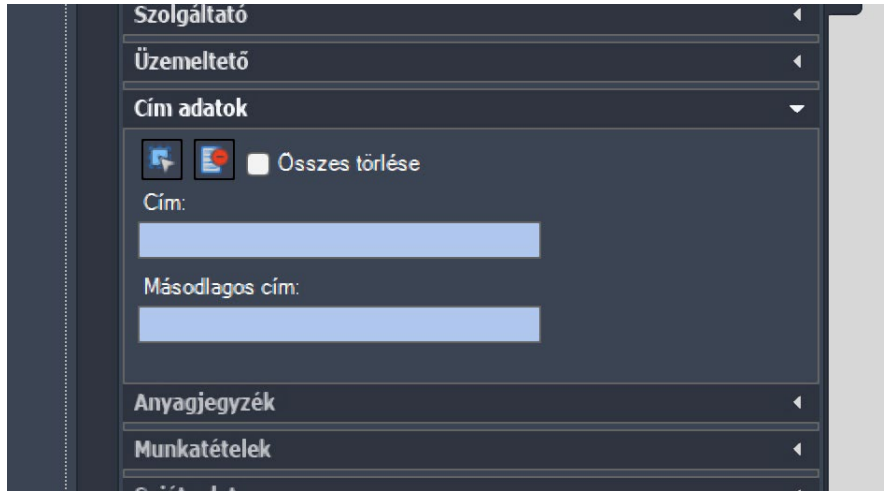 Szolgáltató
Üzemeltető
Cím adatok
Összes törlése
Cím:
Másodlagos cím:
Anyagjegyzék
Munkatételek